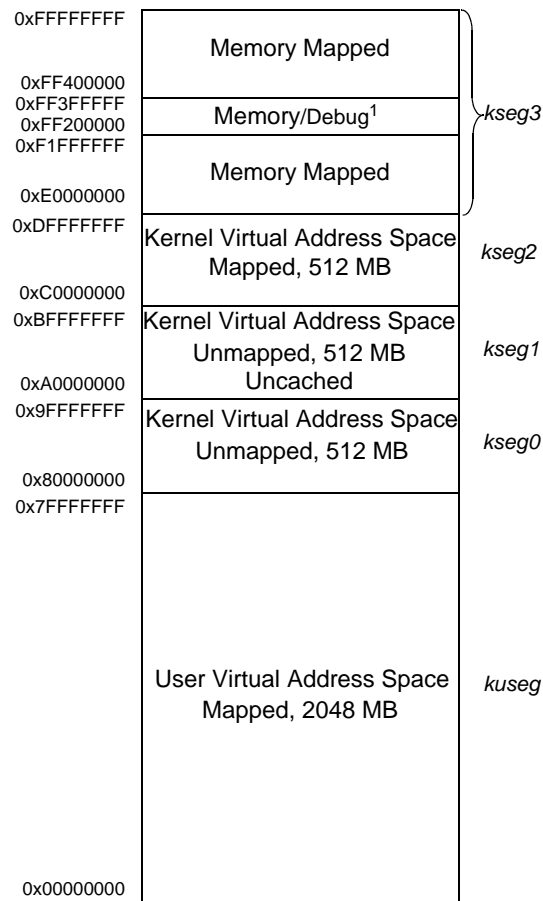 0xFFFFFFFF
Memory Mapped
0xFF400000
0xFF3FFFFF
Memory/Debug1
kseg3
0xFF200000
0xF1FFFFFF
Memory Mapped
0xE0000000
0xDFFFFFFF
Kernel Virtual Address Space
Mapped, 512 MB
kseg2
0xC0000000
0xBFFFFFFF
Kernel Virtual Address Space
Unmapped, 512 MB
Uncached
kseg1
0xA0000000
0x9FFFFFFF
Kernel Virtual Address Space
Unmapped, 512 MB
kseg0
0x80000000
0x7FFFFFFF
User Virtual Address Space
Mapped, 2048 MB
kuseg
0x00000000